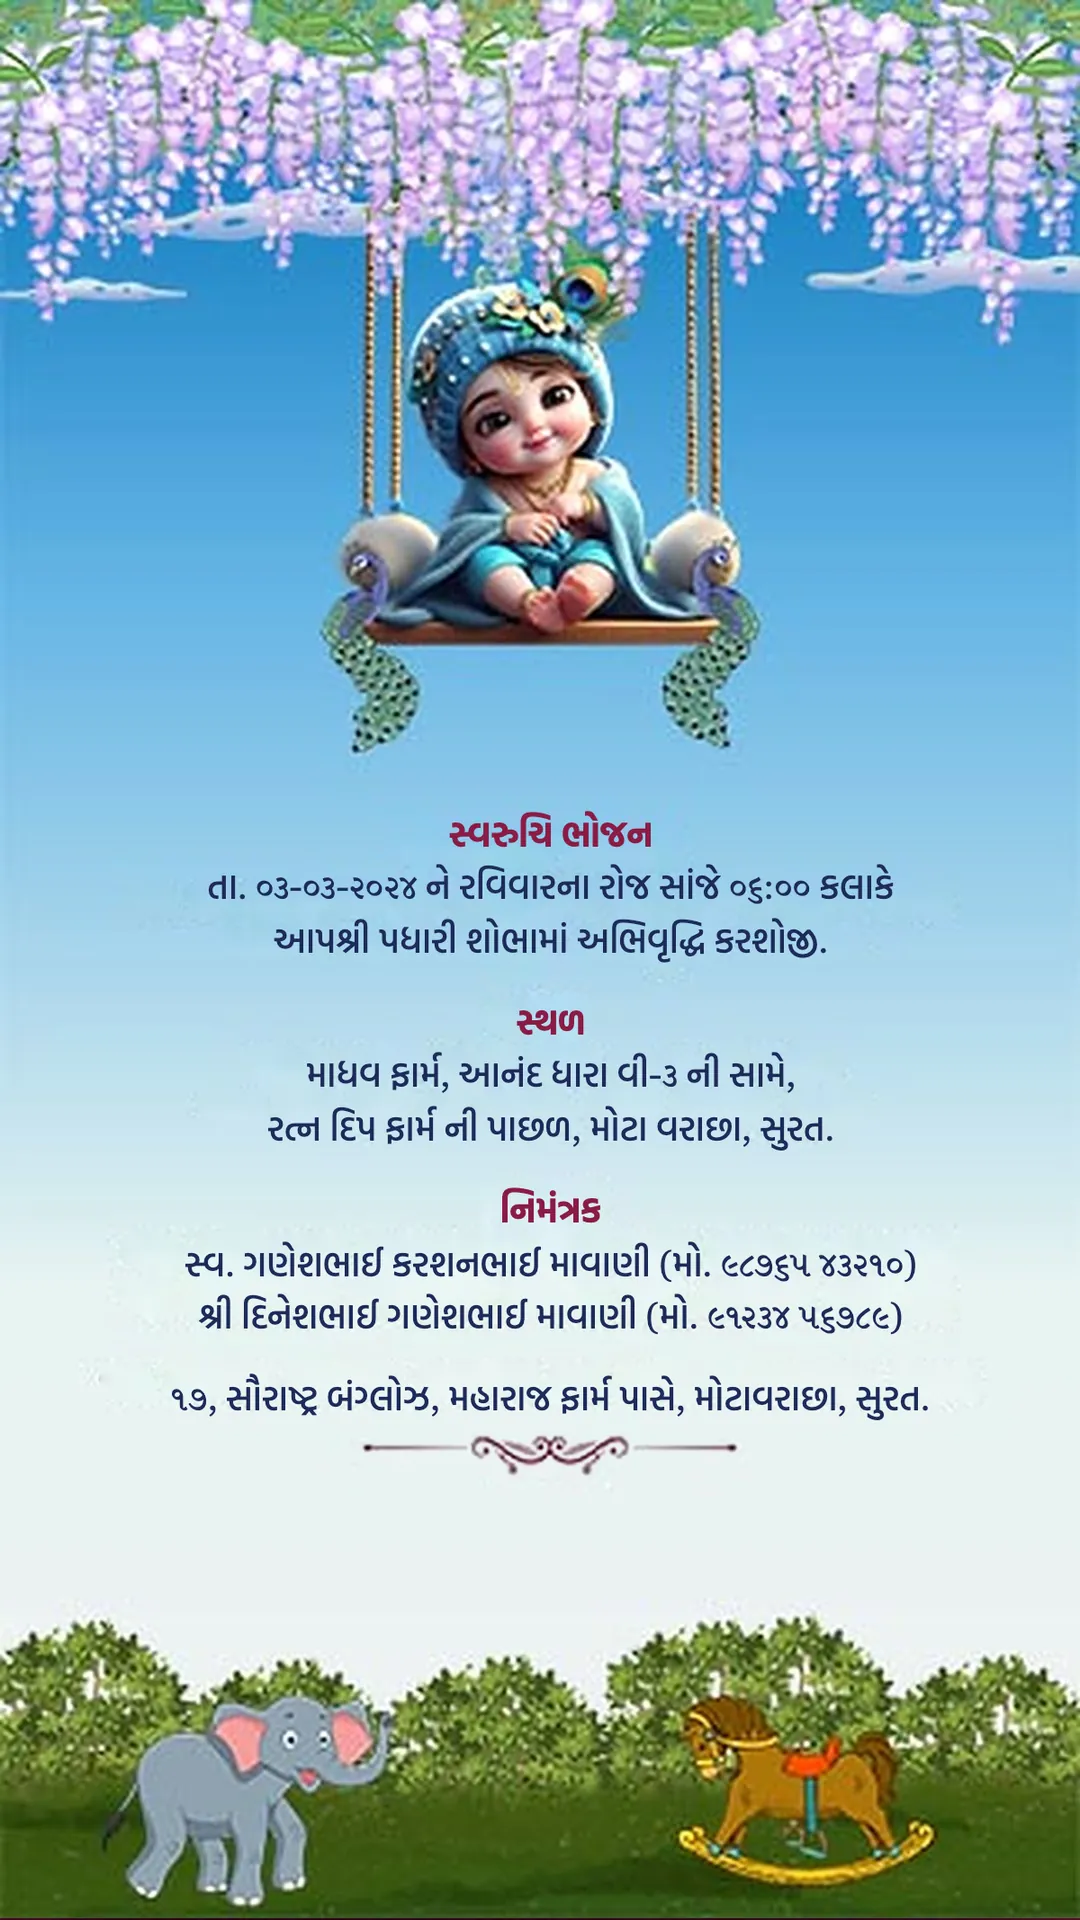 સ્વરુચિ ભોજન
તા. ૦૩-૦૩-૨૦૨૪ ને રવિવારના રોજ સાંજે ૦૬:૦૦ કલાકે
આપશ્રી પધારી શોભામાં અભિવૃદ્ધિ કરશોજી.
સ્થળ
માધવ ફાર્મ, આનંદ ધારા વી-૩ ની સામે,
રત્ન દિપ ફાર્મ ની પાછળ, મોટા વરાછા, સુરત.
નિમંત્રક
સ્વ. ગણેશભાઈ કરશનભાઈ માવાણી (મો. ૯૮૭૬૫ ૪૩૨૧૦)
શ્રી દિનેશભાઈ ગણેશભાઈ માવાણી (મો. ૯૧૨૩૪ ૫૬૭૮૯)
૧૭, સૌરાષ્ટ્ર બંગ્લોઝ, મહારાજ ફાર્મ પાસે, મોટાવરાછા, સુરત.